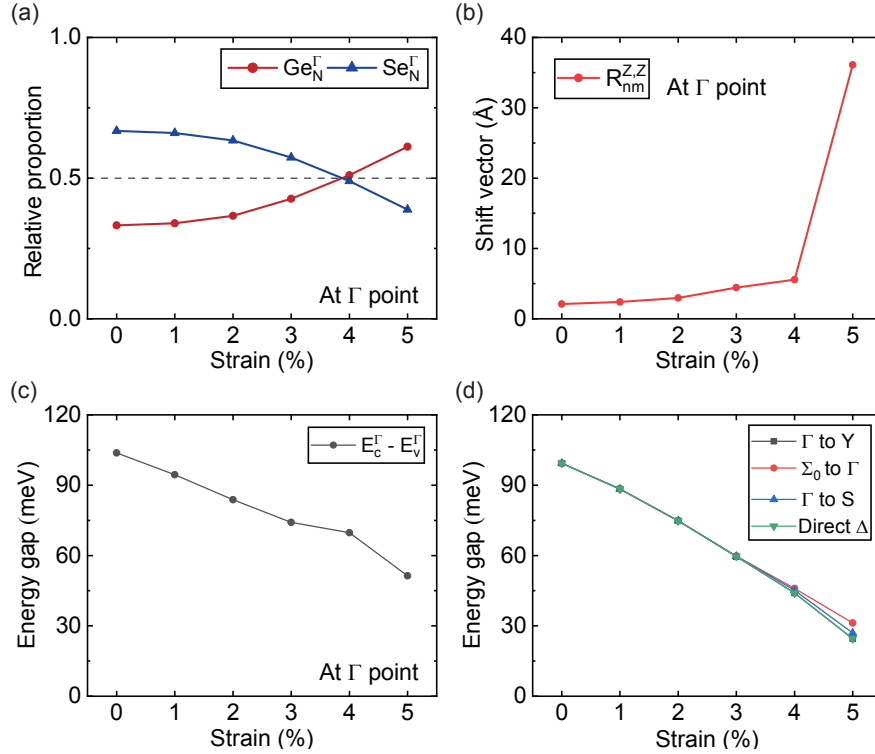 (a)
1.0
0.5
0.0
Relative proportion
Ge_N^Γ Se_N^Γ
At Γ point
0 1 2 3 4 5
Strain (%)
(b)
40
30
20
10
0
Shift vector (Å)
R_nm^Z,Z
At Γ point
0 1 2 3 4 5
Strain (%)
(c)
120
90
60
30
0
Energy gap (meV)
E_c^Γ - E_v^Γ
At Γ point
0 1 2 3 4 5
Strain (%)
(d)
120
90
60
30
0
Energy gap (meV)
Γ to Y
Σ_0 to Γ
Γ to S
Direct Δ
0 1 2 3 4 5
Strain (%)